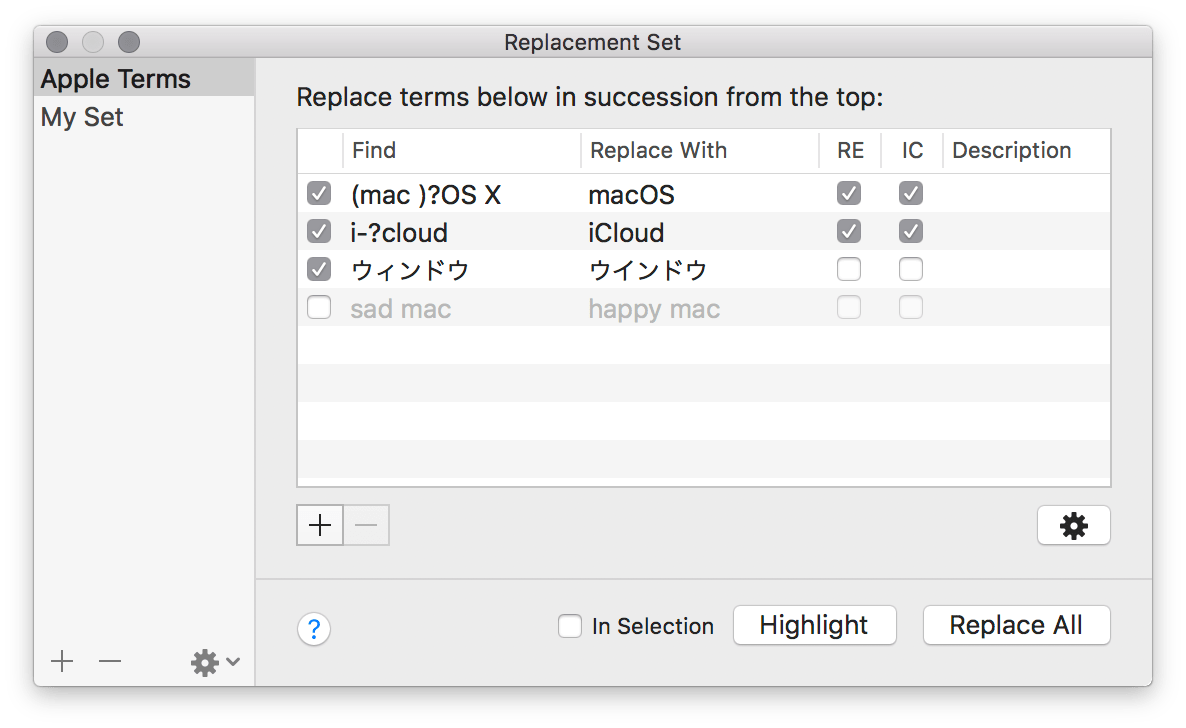 Replacement Set
Apple Terms
My Set
Replace terms below in succession from the top:
Find Replace With RE IC Description
(mac )?OS X macOS
i-?cloud iCloud
ウィンドウ ウインドウ
sad mac happy mac
? In Selection Highlight Replace All